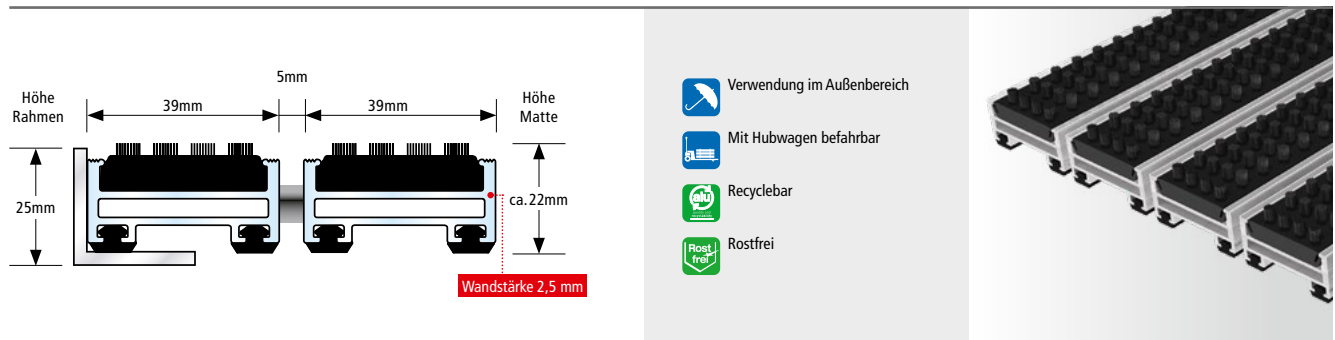 5mm
Höhe
Rahmen
39mm
39mm
Höhe
Matte
25mm
ca.22mm
Wandstärke 2,5 mm
Verwendung im Außenbereich
Mit Hubwagen befahrbar
alu
Recyclebar
Rost
frei
Rostfrei